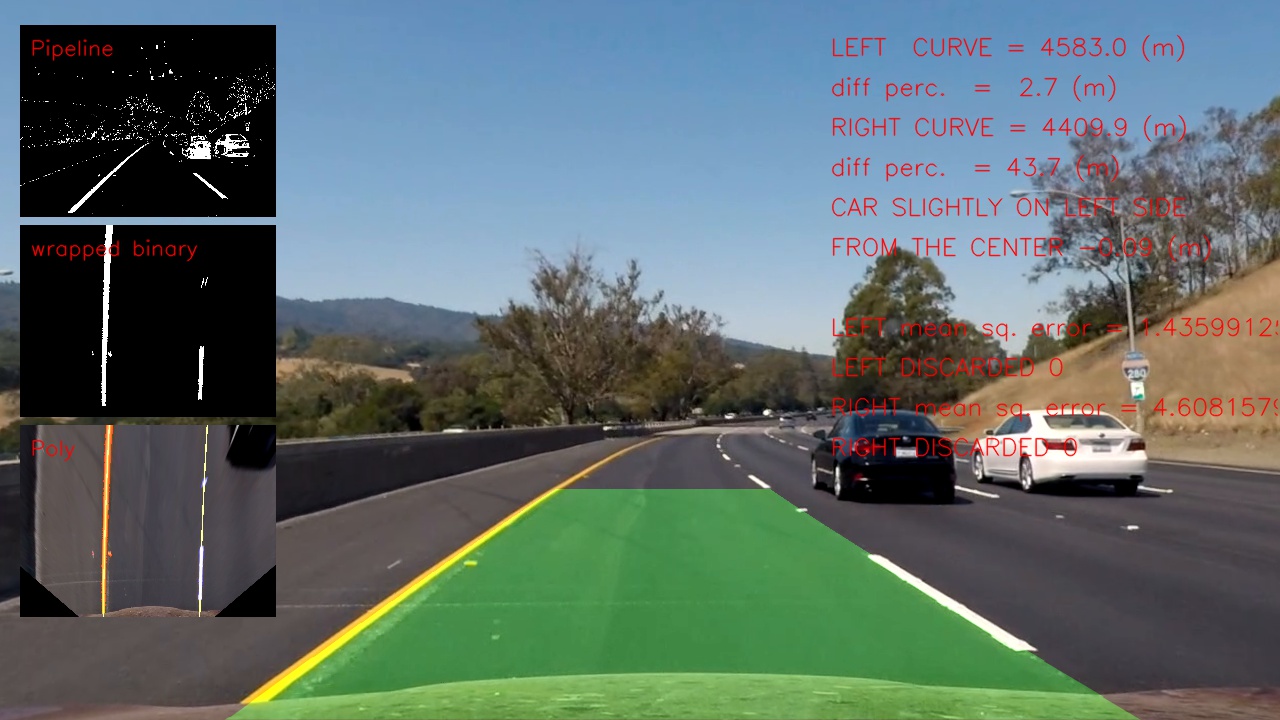 Pipeline
wrapped binary
Poly
LEFT CURVE = 4583.0 (m)
diff perc. = 2.7 (m)
RIGHT CURVE = 4409.9 (m)
diff perc. = 43.7 (m)
CAR SLIGHTLY ON LEFT SIDE
FROM THE CENTER -0.09 (m)
LEFT mean sq. error = 1.4359912
LEFT DISCARDED 0
RIGHT mean sq. error = 4.6081579
RIGHT DISCARDED 0
280